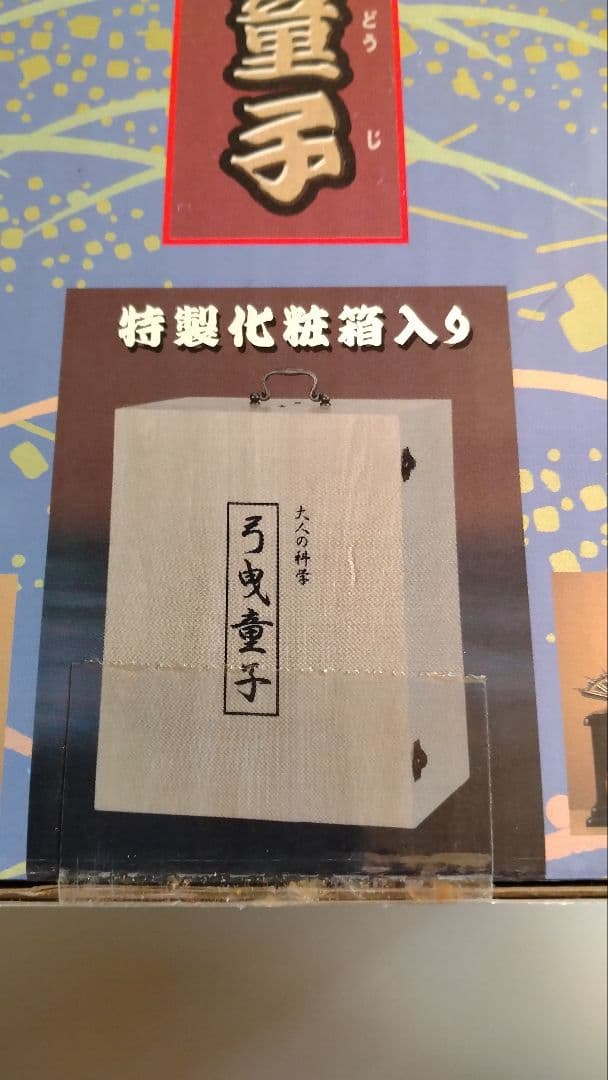 童子
どうじ
特製化粧箱入り
大人の科学
弓曳童子